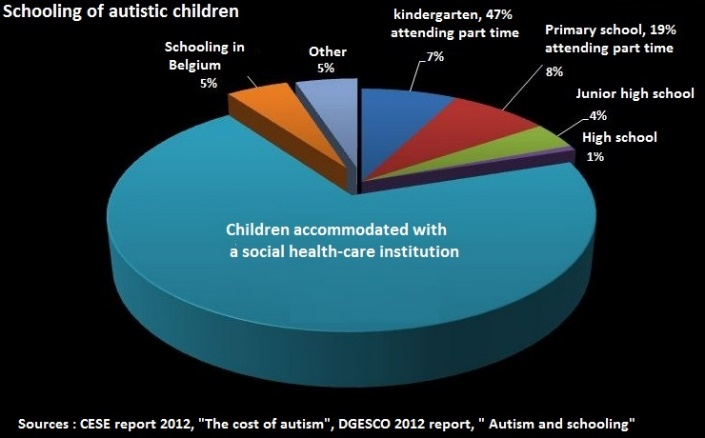 Schooling of autistic children
kindergarten, 47%
attending part time
7%
Primary school, 19%
attending part time
8%
Schooling in
Belgium
5%
Other
5%
Junior high school
4%
High school
1%
Children accommodated with
a social health-care institution
Sources : CESE report 2012, "The cost of autism", DGESCO 2012 report, " Autism and schooling"